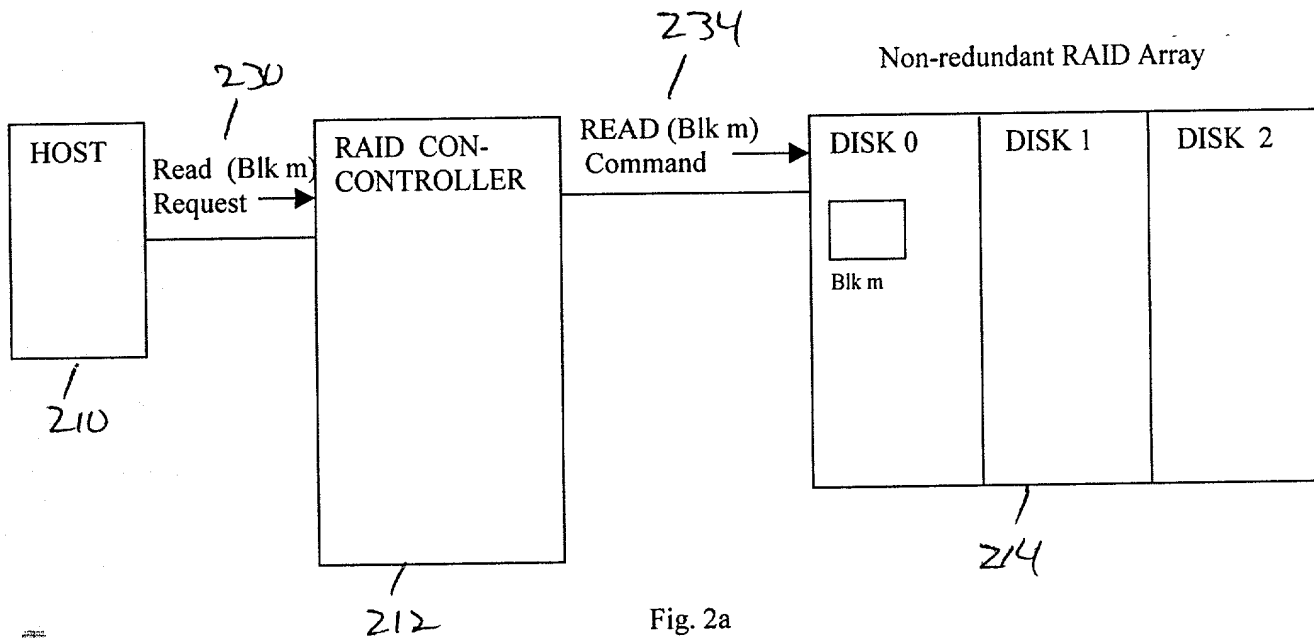 234
Non-redundant RAID Array
230
HOST
Read (Blk m)
Request
RAID CON-
CONTROLLER
READ (Blk m)
Command
DISK 0
DISK 1
DISK 2
Blk m
210
214
212
Fig. 2a